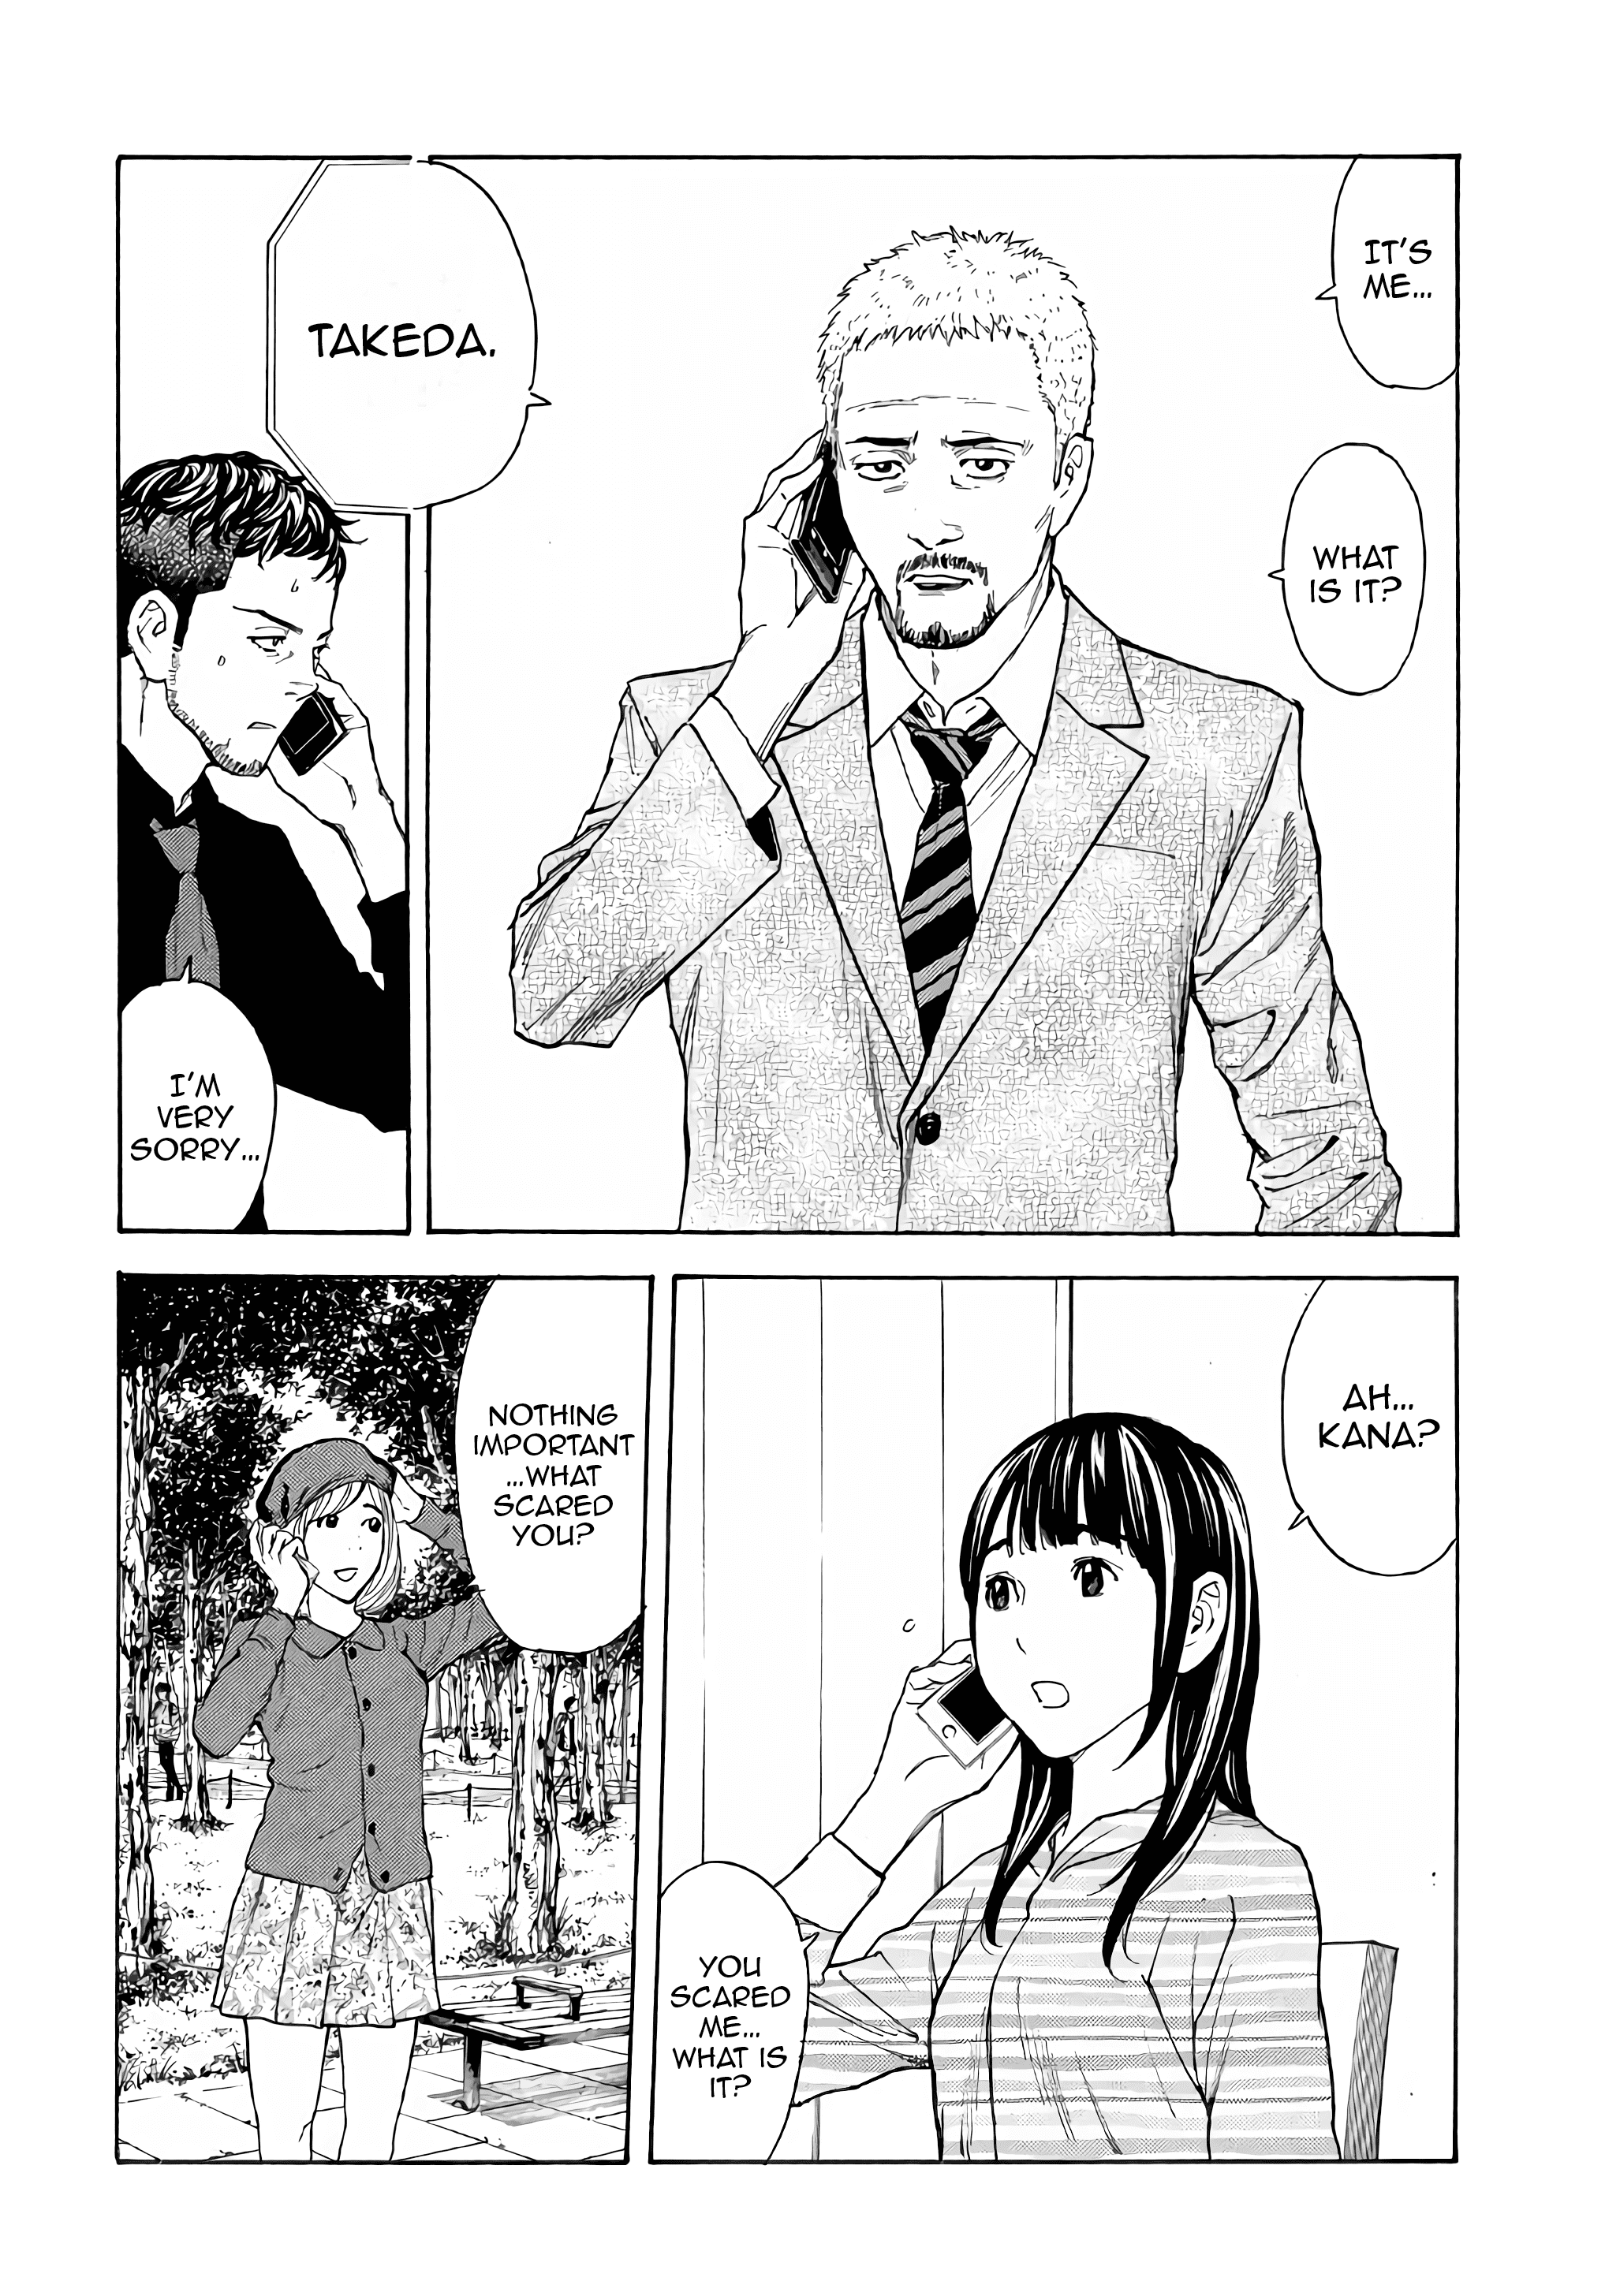 IT'S
ME...
WHAT
IS IT?
TAKEDA.
I'M
VERY
SORRY...
AH...
KANA?
YOU
SCARED
ME...
WHAT IS
IT?
NOTHING
IMPORTANT
...WHAT
SCARED
YOU?